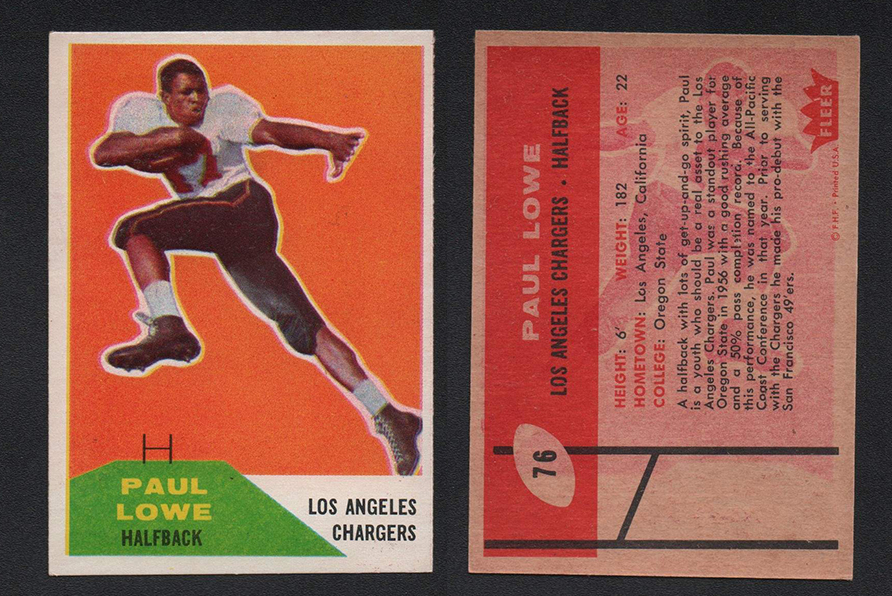 PAUL
LOWE
HALFBACK
LOS ANGELES
CHARGERS
76
PAUL LOWE
LOS ANGELES CHARGERS • HALFBACK
HEIGHT: 6' WEIGHT: 182 AGE: 22
HOMETOWN: Los Angeles, California
COLLEGE: Oregon State
A halfback with lots of get-up-and-go spirit, Paul
is a youth who should be a real asset to the Los
Angeles Chargers. Paul was a standout player for
Oregon State in 1956 with a good rushing average
and a 50% pass completion record. Because of
this performance, he was named to the All-Pacific
Coast Conference in that year. Prior to serving
with the Chargers he made his pro-debut with the
San Francisco 49'ers.
FLEER
© F.H.F. • Printed U.S.A.